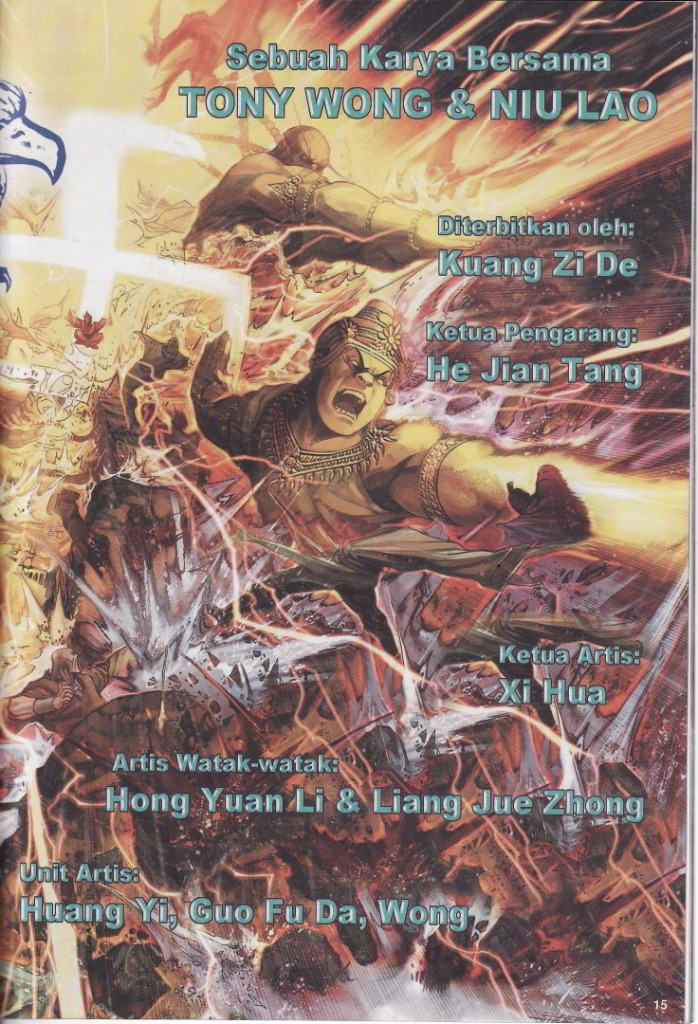 Sebuah Karya Bersama
TONY WONG & NIU LAO
Diterbitkan oleh:
Kuang Zi De
Ketua Pengarang:
He Jian Tang
Ketua Artis:
Xi Hua
Artis Watak-watak:
Hong Yuan Li & Liang Jue Zhong
Unit Artis:
Huang Yi, Guo Fu Da, Wong
15